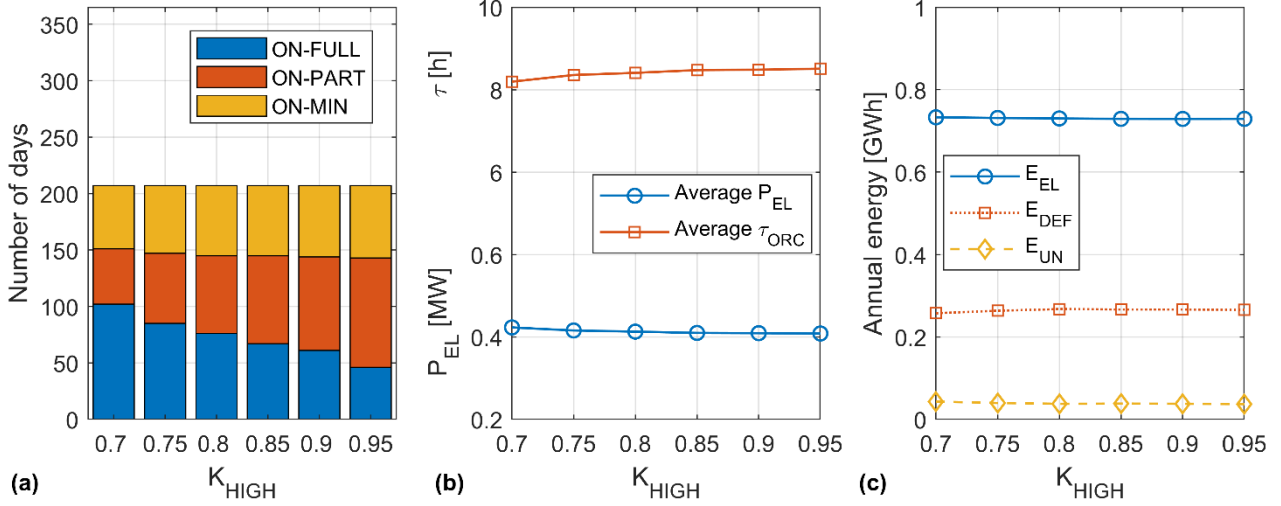 350
300
250
200
150
100
50
0
Number of days
ON-FULL
ON-PART
ON-MIN
0.7 0.75 0.8 0.85 0.9 0.95
K_HIGH
(a)
10
8
6
0.6
0.4
0.2
τ [h]
P_EL [MW]
Average P_EL
Average τ_ORC
0.7 0.75 0.8 0.85 0.9 0.95
K_HIGH
(b)
1
0.8
0.6
0.4
0.2
0
Annual energy [GWh]
E_EL
E_DEF
E_UN
0.7 0.75 0.8 0.85 0.9 0.95
K_HIGH
(c)